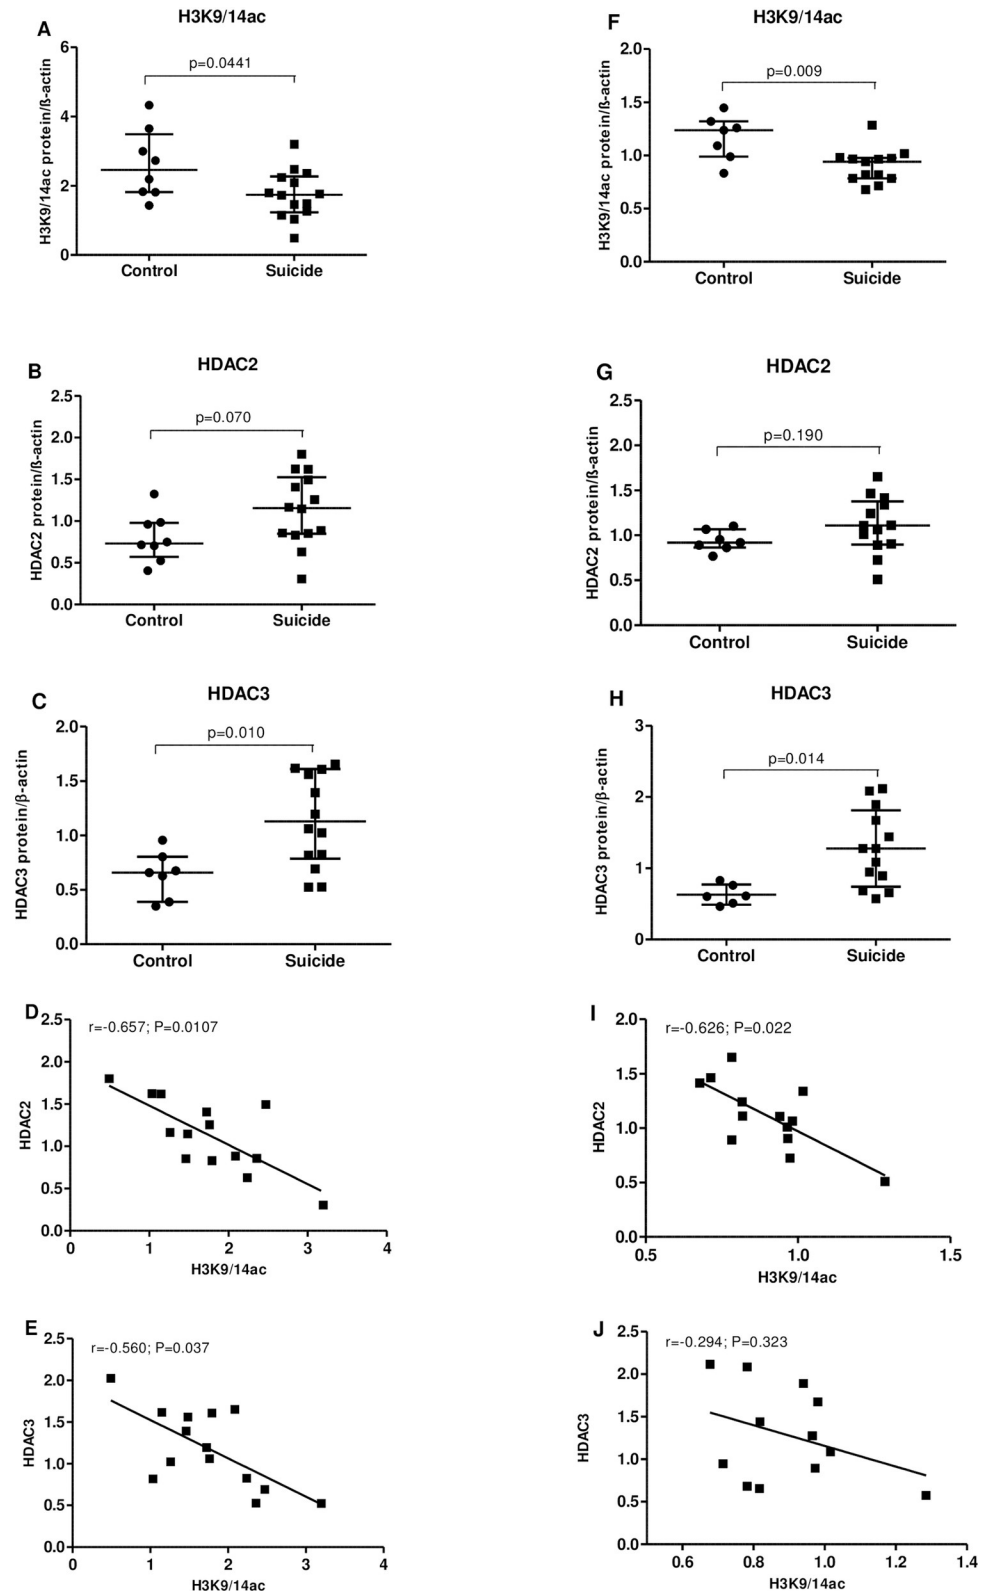 A
H3K9/14ac
H3K9/14ac protein/ß-actin
6
4
2
0
p=0.0441
Control
Suicide
F
H3K9/14ac
H3K9/14ac protein/ß-actin
2.0
1.5
1.0
0.5
0.0
p=0.009
Control
Suicide
B
HDAC2
HDAC2 protein/ß-actin
2.5
2.0
1.5
1.0
0.5
0.0
p=0.070
Control
Suicide
G
HDAC2
HDAC2 protein/ß-actin
2.5
2.0
1.5
1.0
0.5
0.0
p=0.190
Control
Suicide
C
HDAC3
HDAC3 protein/β-actin
2.0
1.5
1.0
0.5
0.0
p=0.010
Control
Suicide
H
HDAC3
HDAC3 protein/β-actin
3
2
1
0
p=0.014
Control
Suicide
D
r=-0.657; P=0.0107
HDAC2
2.5
2.0
1.5
1.0
0.5
0.0
0 1 2 3 4
H3K9/14ac
I
r=-0.626; P=0.022
HDAC2
2.0
1.5
1.0
0.5
0.0
0.5 1.0 1.5
H3K9/14ac
E
r=-0.560; P=0.037
HDAC3
2.5
2.0
1.5
1.0
0.5
0.0
0 1 2 3 4
H3K9/14ac
J
r=-0.294; P=0.323
HDAC3
2.5
2.0
1.5
1.0
0.5
0.0
0.6 0.8 1.0 1.2 1.4
H3K9/14ac